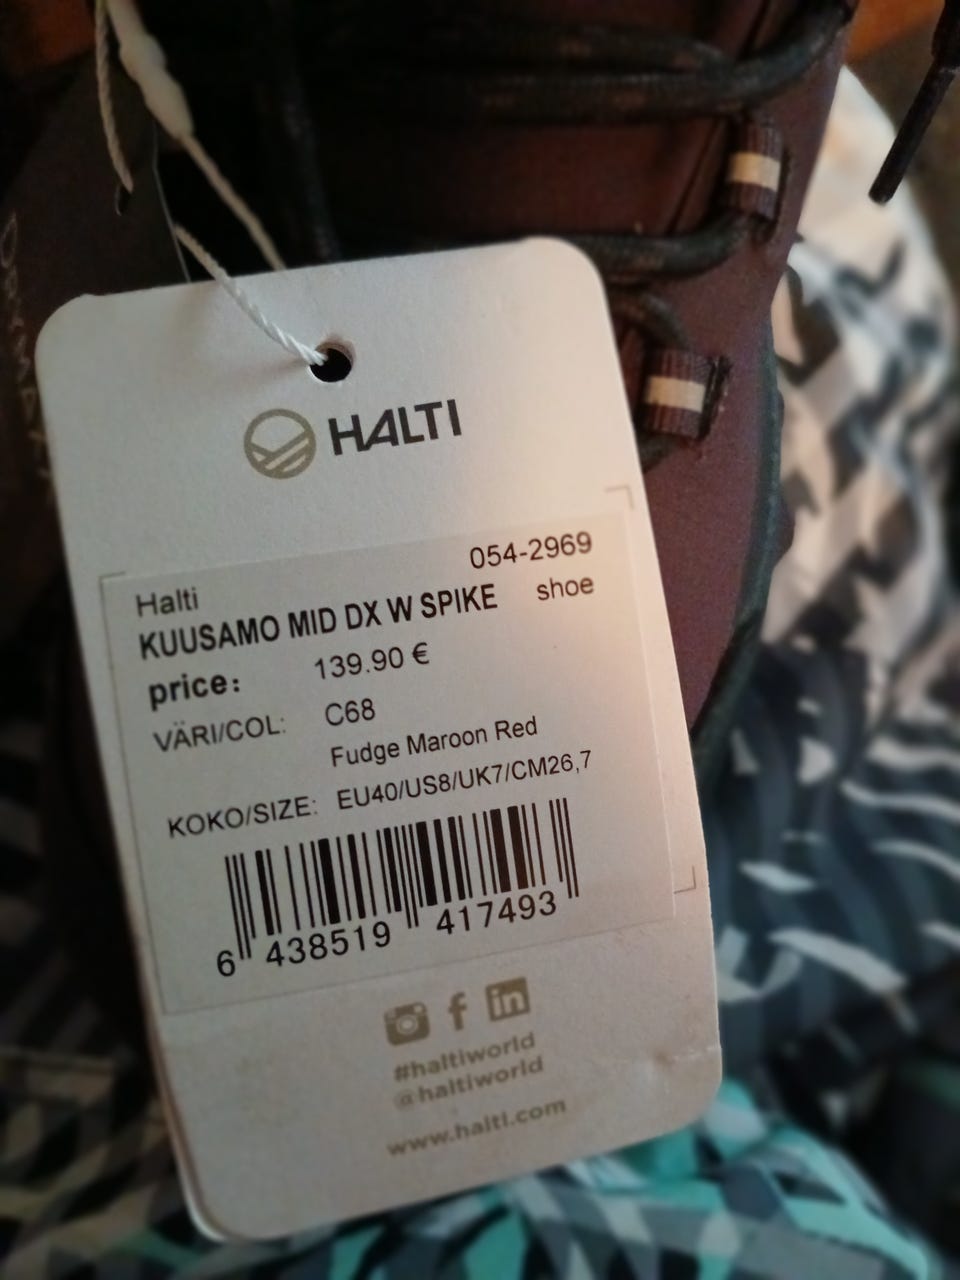 HALTI
054-2969
Halti
KUUSAMO MID DX W SPIKE shoe
price: 139.90 €
VÄRI/COL: C68
Fudge Maroon Red
KOKO/SIZE: EU40/US8/UK7/CM26,7
6 438519 417493
#haltiworld
@haltiworld
www.halti.com